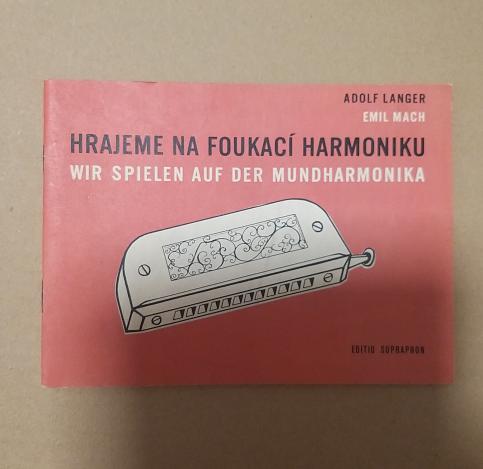 ADOLF LANGER
EMIL MACH
HRAJEME NA FOUKACÍ HARMONIKU
WIR SPIELEN AUF DER MUNDHARMONIKA
EDITIO SUPRAPHON